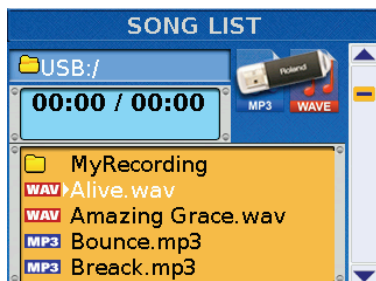 SONG LIST
USB:/
00:00 / 00:00
Roland
MP3 WAVE
MyRecording
WAV Alive.wav
WAV Amazing Grace.wav
MP3 Bounce.mp3
MP3 Breack.mp3